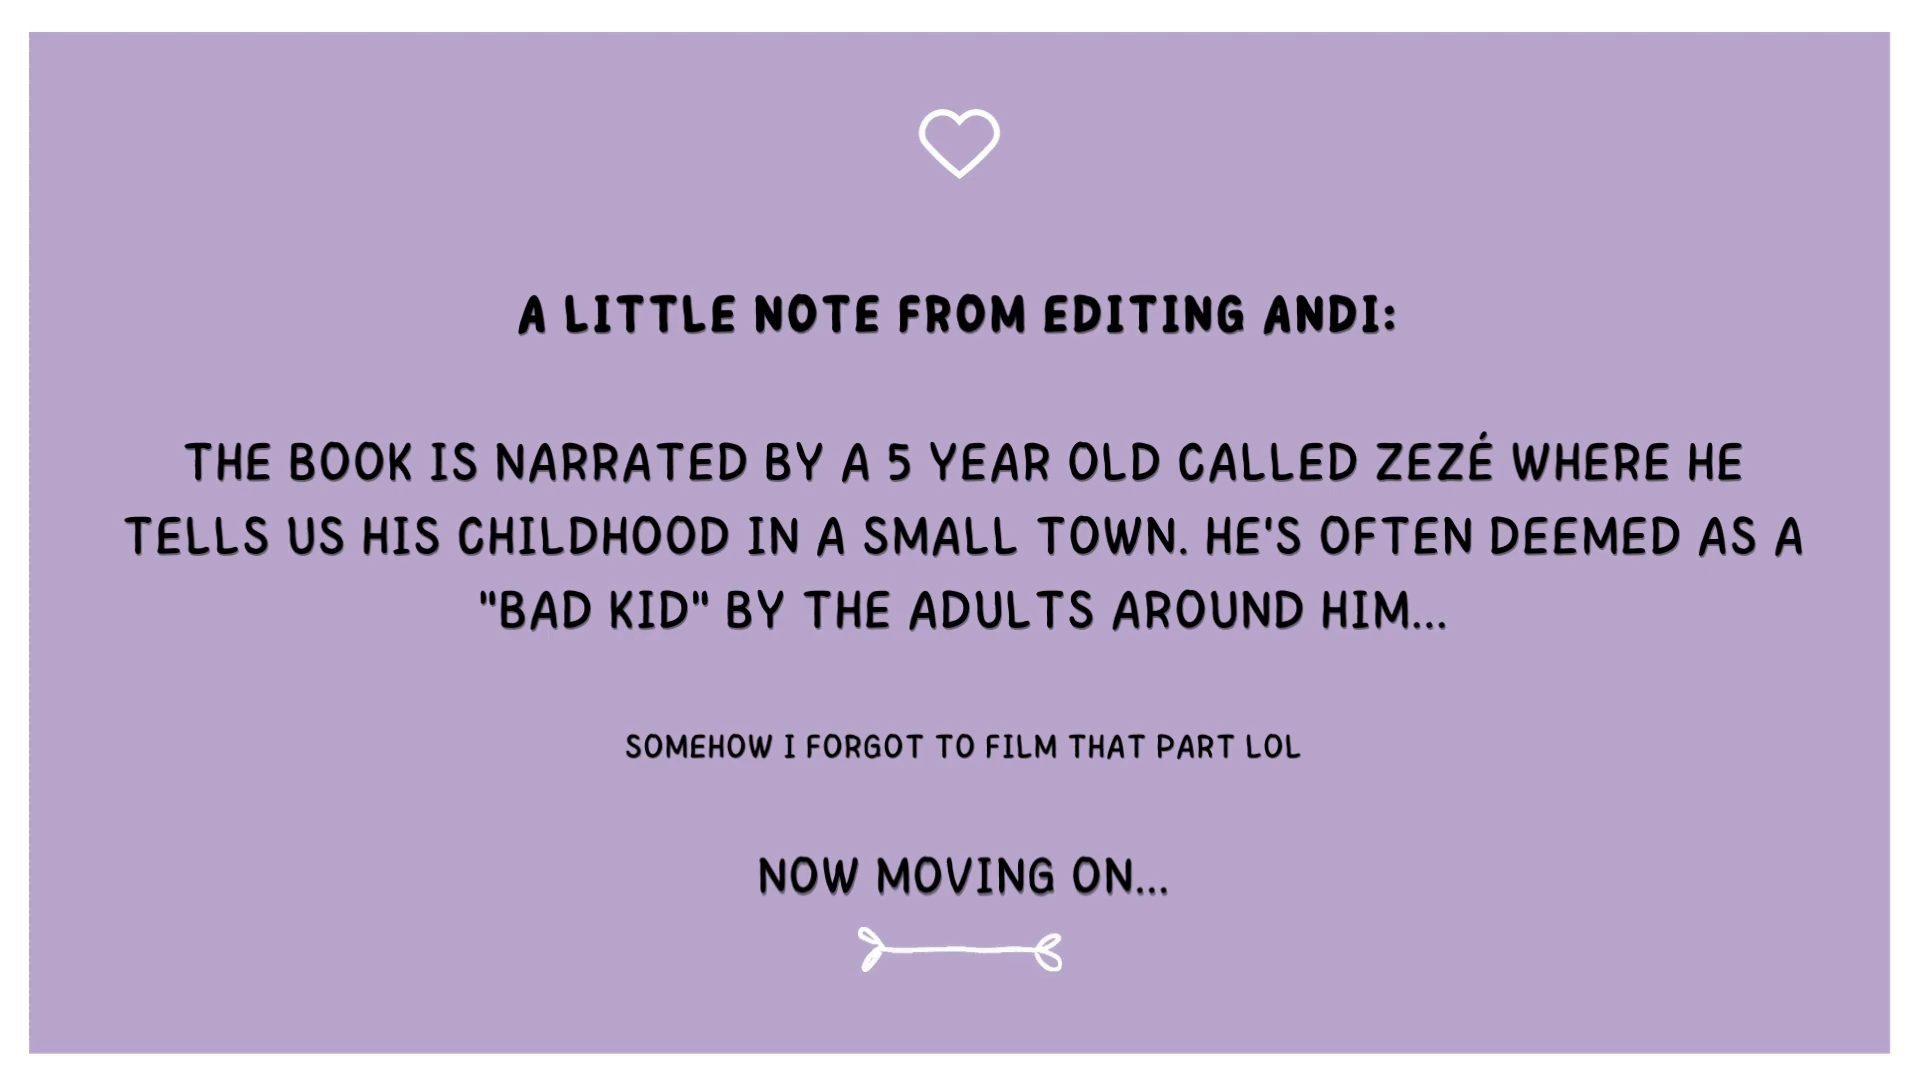 A LITTLE NOTE FROM EDITING ANDI:
THE BOOK IS NARRATED BY A 5 YEAR OLD CALLED ZEZÉ WHERE HE
TELLS US HIS CHILDHOOD IN A SMALL TOWN. HE'S OFTEN DEEMED AS A
"BAD KID" BY THE ADULTS AROUND HIM...
SOMEHOW I FORGOT TO FILM THAT PART LOL
NOW MOVING ON...